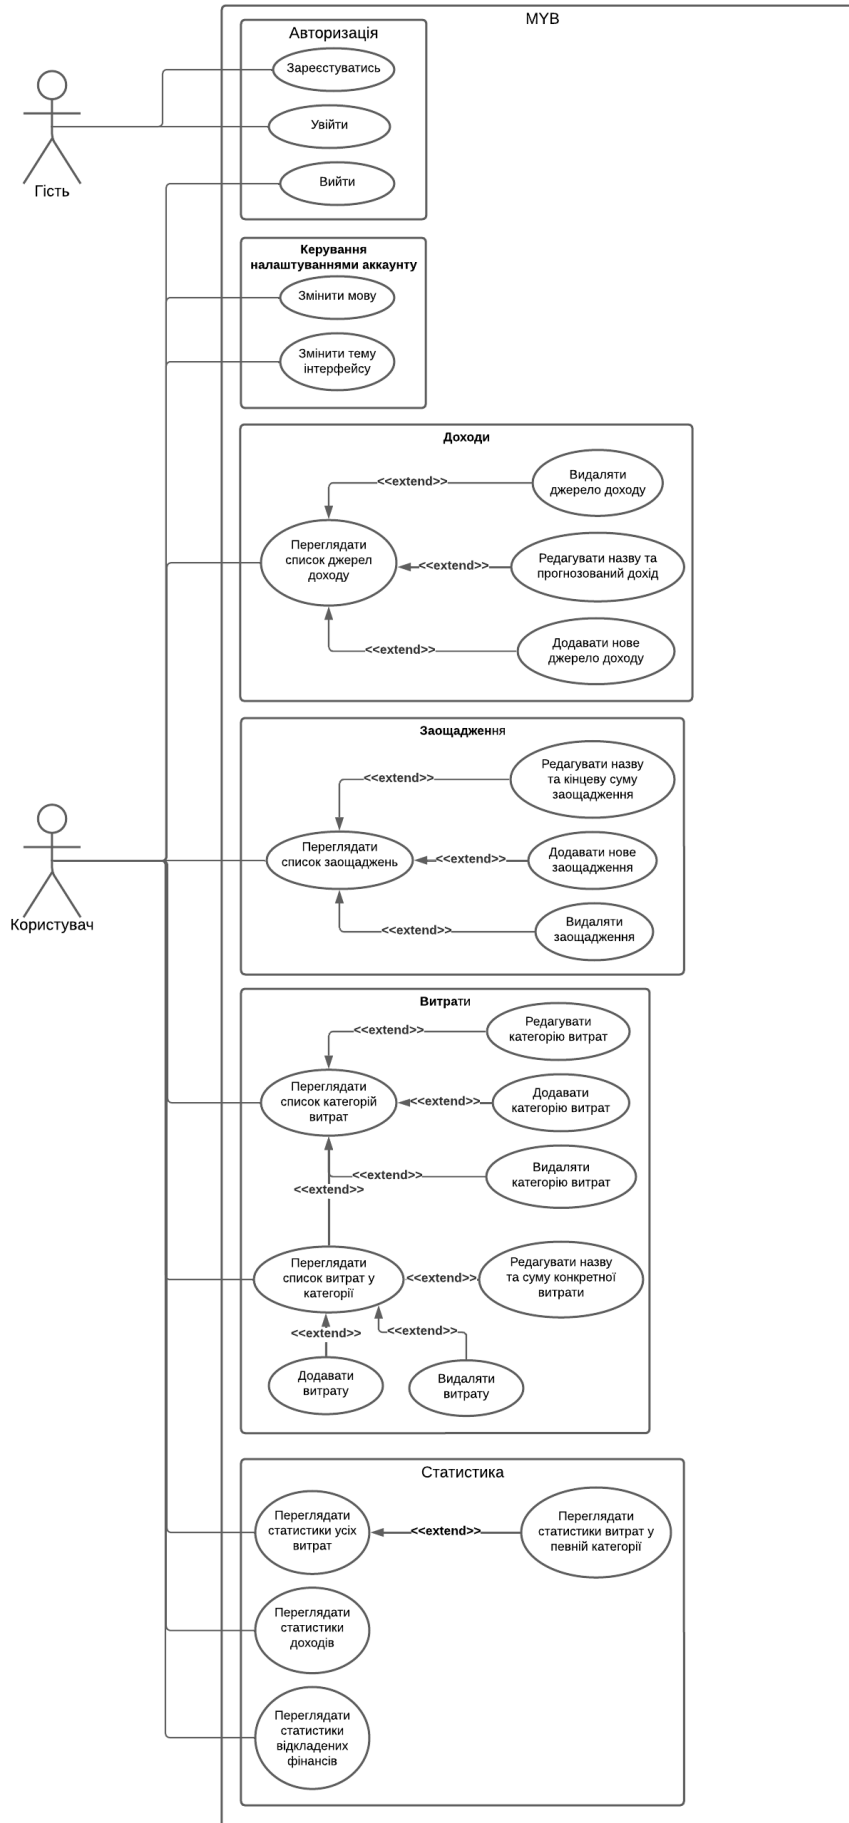 MYB
Авторизація
Зареєстуватись
Увійти
Вийти
Гість
Керування
налаштуваннями аккаунту
Змінити мову
Змінити тему
інтерфейсу
Доходи
Видаляти
джерело доходу
<<extend>>
Переглядати
список джерел
доходу
<<extend>>
Редагувати назву та
прогнозований дохід
<<extend>>
Додавати нове
джерело доходу
Заощадження
Редагувати назву
та кінцеву суму
заощадження
<<extend>>
Переглядати
список заощаджень
<<extend>>
Додавати нове
заощадження
<<extend>>
Видаляти
заощадження
Користувач
Витрати
Редагувати
категорію витрат
<<extend>>
Переглядати
список категорій
витрат
<<extend>>
Додавати
категорію витрат
<<extend>>
Видаляти
категорію витрат
<<extend>>
Переглядати
список витрат у
категорії
<<extend>>
Редагувати назву
та суму конкретної
витрати
<<extend>>
<<extend>>
Додавати
витрату
Видаляти
витрату
Статистика
Переглядати
статистики усіх
витрат
<<extend>>
Переглядати
статистики витрат у
певній категорії
Переглядати
статистики
доходів
Переглядати
статистики
відкладених
фінансів